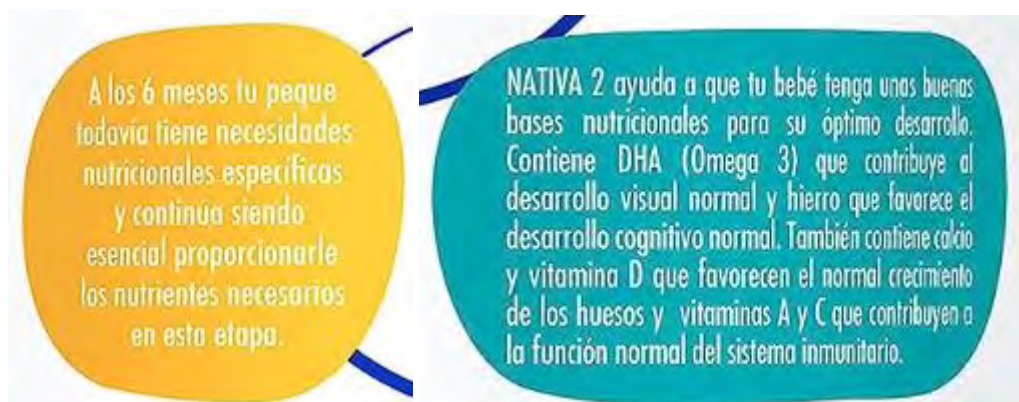 A los 6 meses tu peque
todavía tiene necesidades
nutricionales específicas
y continúa siendo
esencial proporcionarle
los nutrientes necesarios
en esta etapa.
NATIVA 2 ayuda a que tu bebé tenga unas buenas
bases nutricionales para su óptimo desarrollo.
Contiene DHA (Omega 3) que contribuye al
desarrollo visual normal y hierro que favorece el
desarrollo cognitivo normal. También contiene calcio
y vitamina D que favorecen el normal crecimiento
de los huesos y vitaminas A y C que contribuyen a
la función normal del sistema inmunitario.